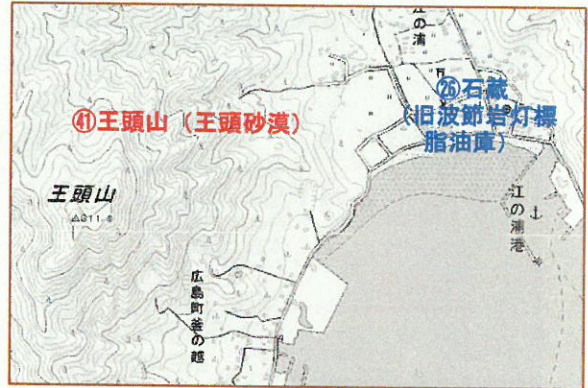 江の浦
㊶王頭山（王頭砂漠）
㉖石蔵
（旧波節岩灯標
脂油庫）
王頭山
江の浦港
広島町釜の越